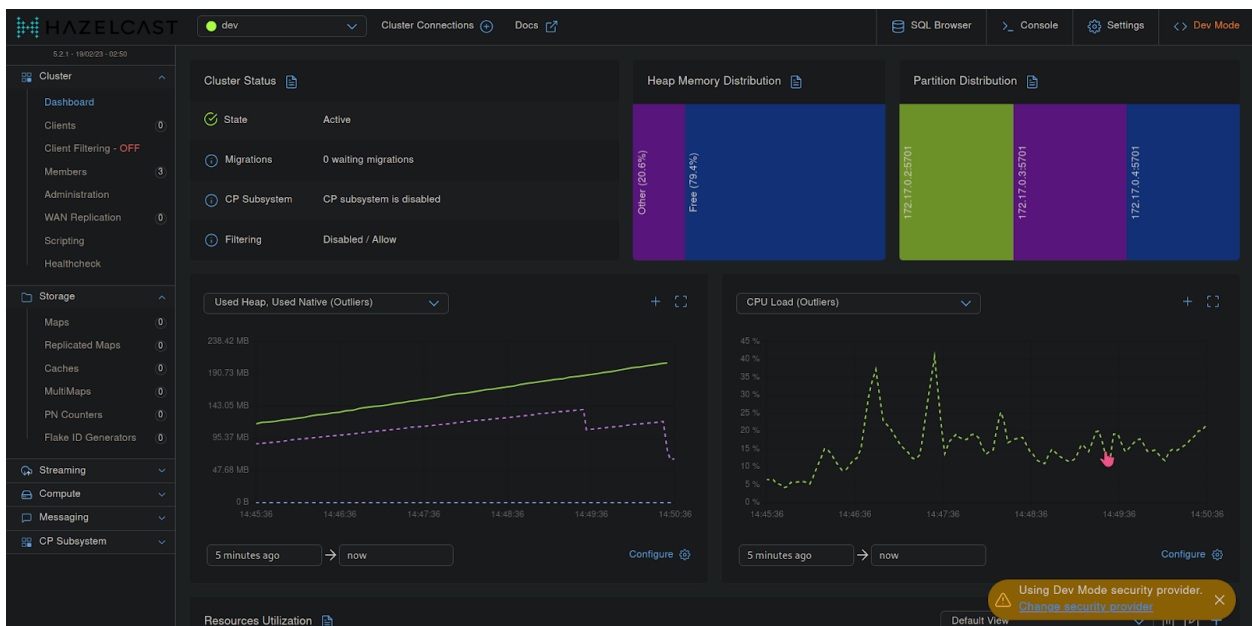 HAZELCAST
dev
Cluster Connections
Docs
SQL Browser
>_ Console
Settings
<> Dev Mode
5.2.1 - 19/02/23 - 02:50
Cluster
Dashboard
Clients 0
Client Filtering - OFF
Members 3
Administration
WAN Replication 0
Scripting
Healthcheck
Storage
Maps 0
Replicated Maps 0
Caches 0
MultiMaps 0
PN Counters 0
Flake ID Generators 0
Streaming
Compute
Messaging
CP Subsystem
Cluster Status
State Active
Migrations 0 waiting migrations
CP Subsystem CP subsystem is disabled
Filtering Disabled / Allow
Heap Memory Distribution
Other (20.6%)
Free (79.4%)
Partition Distribution
172.17.0.2:5701
172.17.0.3:5701
172.17.0.4:5701
Used Heap, Used Native (Outliers)
238.42 MB
190.73 MB
143.05 MB
95.37 MB
47.68 MB
0 B
14:45:36 14:46:36 14:47:36 14:48:36 14:49:36 14:50:36
5 minutes ago → now
Configure
CPU Load (Outliers)
45 %
40 %
35 %
30 %
25 %
20 %
15 %
10 %
5 %
0 %
14:45:36 14:46:36 14:47:36 14:48:36 14:49:36 14:50:36
5 minutes ago → now
Configure
Resources Utilization
Default View
Using Dev Mode security provider.
Change security provider